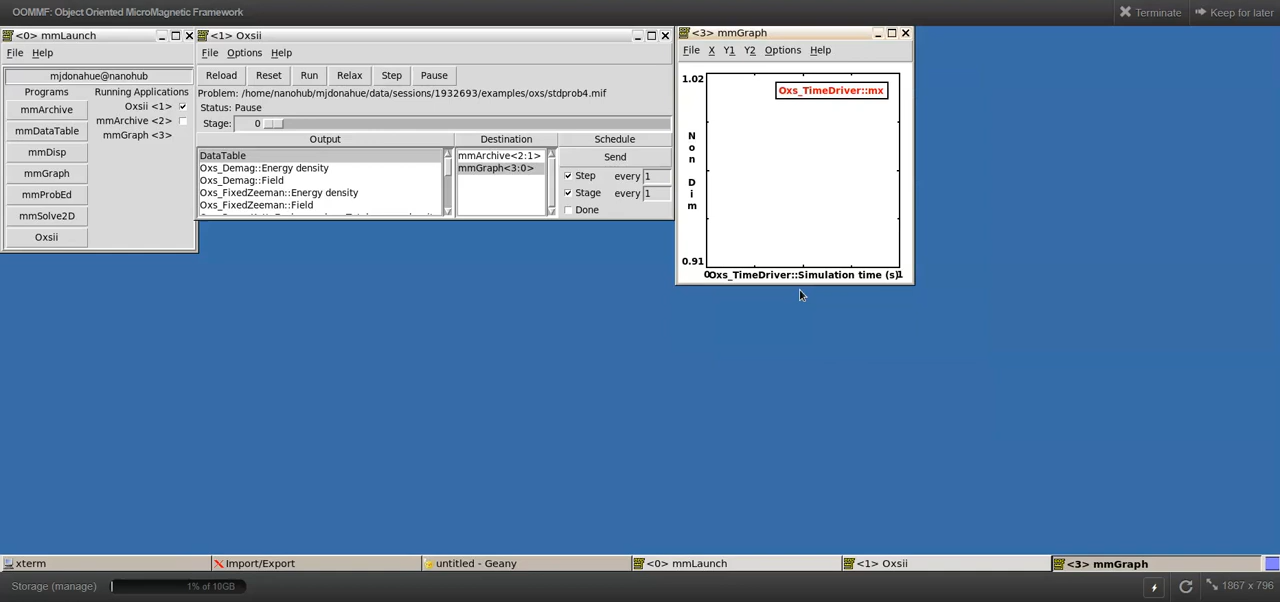 OOMMF: Object Oriented MicroMagnetic Framework
Terminate
Keep for later
<0> mmLaunch
File Help
mjdonahue@nanohub
Programs
Running Applications
mmArchive
mmDataTable
mmDisp
mmGraph
mmProbEd
mmSolve2D
Oxsii
Oxsii <1>
mmArchive <2>
mmGraph <3>
<1> Oxsii
File Options Help
Reload Reset Run Relax Step Pause
Problem: /home/nanohub/mjdonahue/data/sessions/1932693/examples/oxs/stdprob4.mif
Status: Pause
Stage: 0
Output
DataTable
Oxs_Demag::Energy density
Oxs_Demag::Field
Oxs_FixedZeeman::Energy density
Oxs_FixedZeeman::Field
Destination
mmArchive<2:1>
mmGraph<3:0>
Schedule
Send
Step every 1
Stage every 1
Done
<3> mmGraph
File X Y1 Y2 Options Help
1.02
Oxs_TimeDriver::mx
Non Dim
0.91
0 Oxs_TimeDriver::Simulation time (s) 1
xterm
Import/Export
untitled - Geany
<0> mmLaunch
<1> Oxsii
<3> mmGraph
Storage (manage)
1% of 10GB
1867 x 796